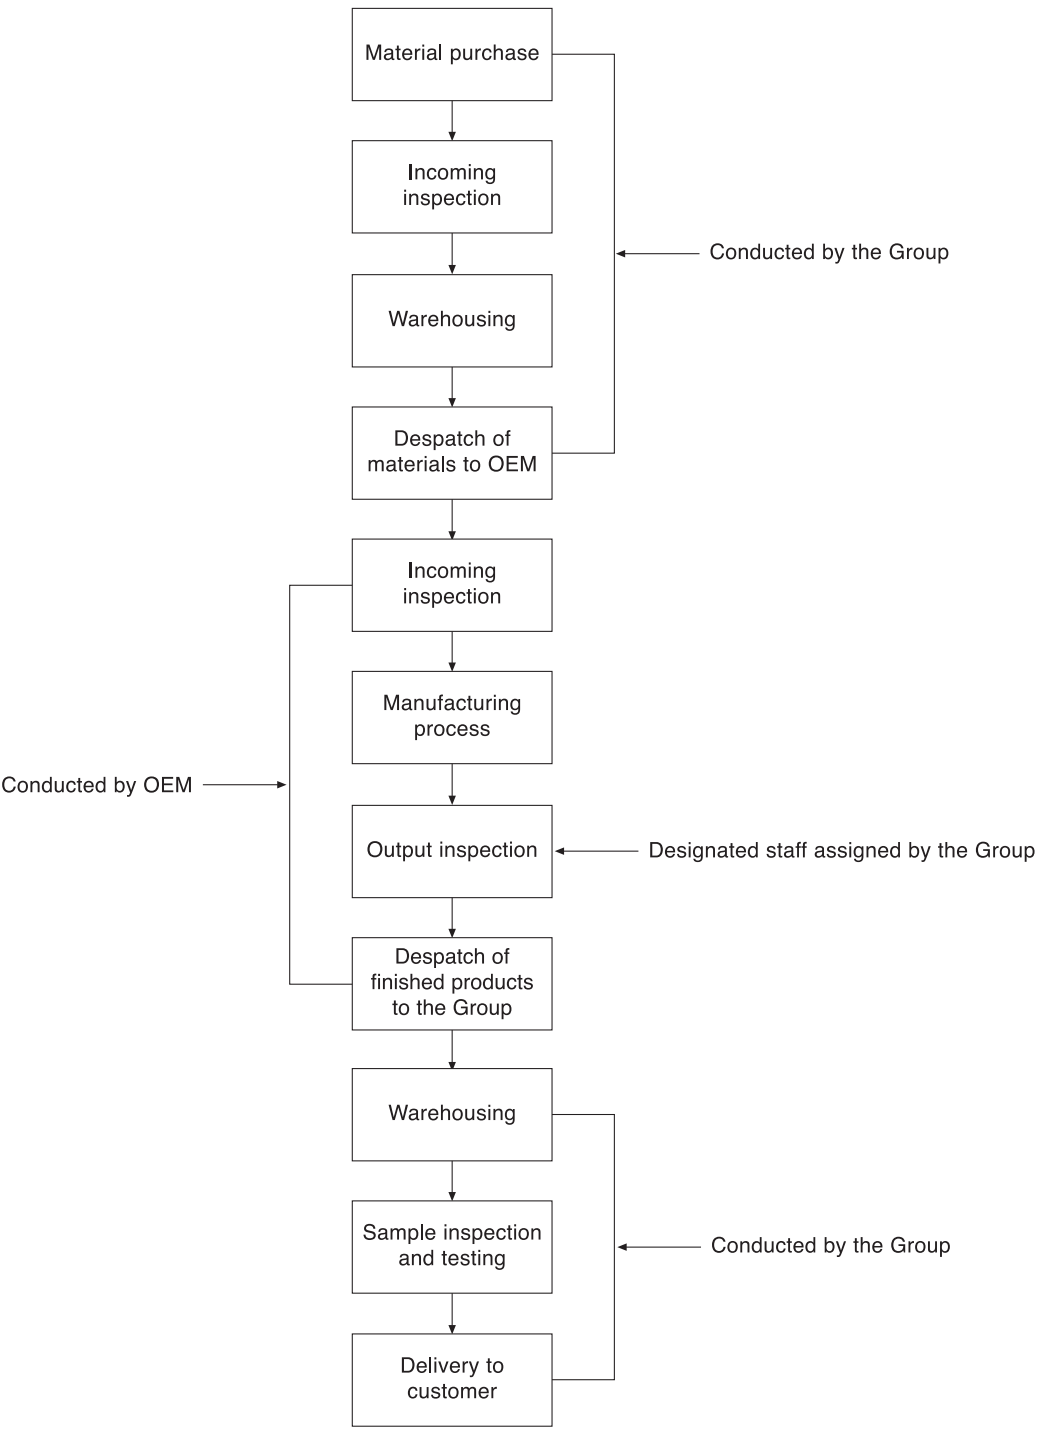 Material purchase
Incoming
inspection
Conducted by the Group
Warehousing
Despatch of
materials to OEM
Incoming
inspection
Manufacturing
process
Conducted by OEM
Output inspection
Designated staff assigned by the Group
Despatch of
finished products
to the Group
Warehousing
Sample inspection
and testing
Conducted by the Group
Delivery to
customer